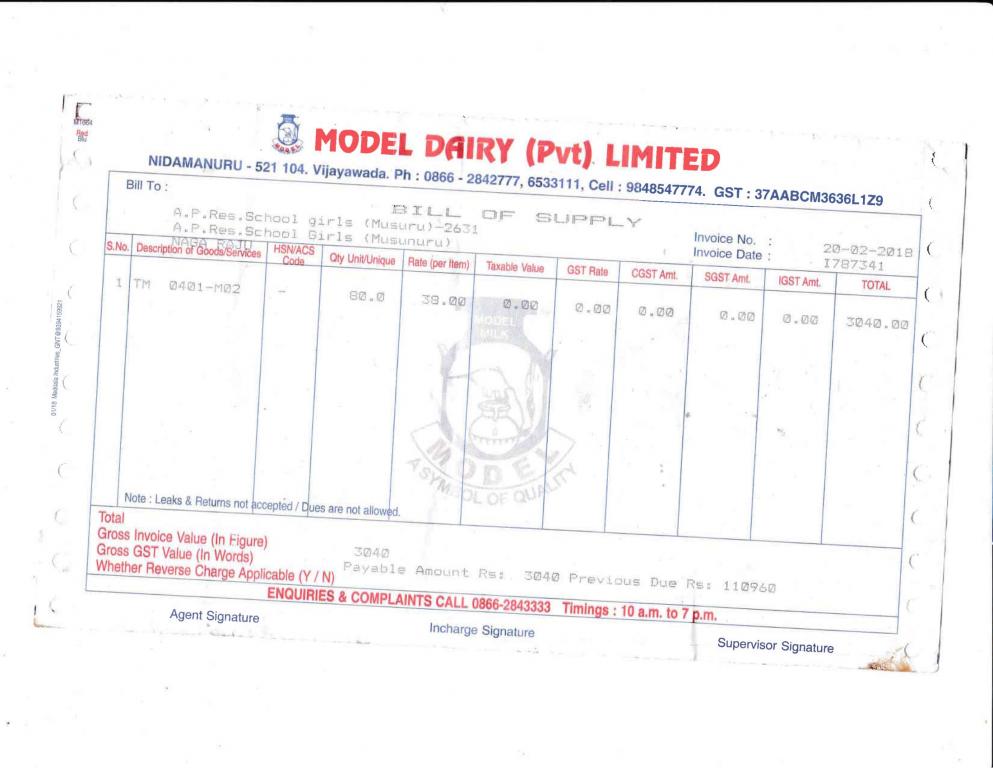 MT664
Red
Blu
MODEL
MODEL DAIRY (Pvt) LIMITED
NIDAMANURU - 521 104. Vijayawada. Ph : 0866 - 2842777, 6533111, Cell : 9848547774. GST : 37AABCM3636L1Z9
Bill To :
BILL OF SUPPLY
A.P.Res.School girls (Musuru)-2631
A.P.Res.School Girls (Musunuru)
NAGA RAJU
Invoice No. : 20-02-2018
Invoice Date : I787341
S.No. Description of Goods/Services HSN/ACS Code Qty Unit/Unique Rate (per Item) Taxable Value GST Rate CGST Amt. SGST Amt. IGST Amt. TOTAL
1 TM 0401-M02 - 80.0 38.00 0.00 0.00 0.00 0.00 0.00 3040.00
MODEL
MILK
MODEL
A SYMBOL OF QUALITY
Note : Leaks & Returns not accepted / Dues are not allowed.
Total
Gross Invoice Value (In Figure) 3040
Gross GST Value (In Words) Payable Amount Rs: 3040 Previous Due Rs: 110960
Whether Reverse Charge Applicable (Y / N)
ENQUIRIES & COMPLAINTS CALL 0866-2843333 Timings : 10 a.m. to 7 p.m.
Agent Signature
Incharge Signature
Supervisor Signature